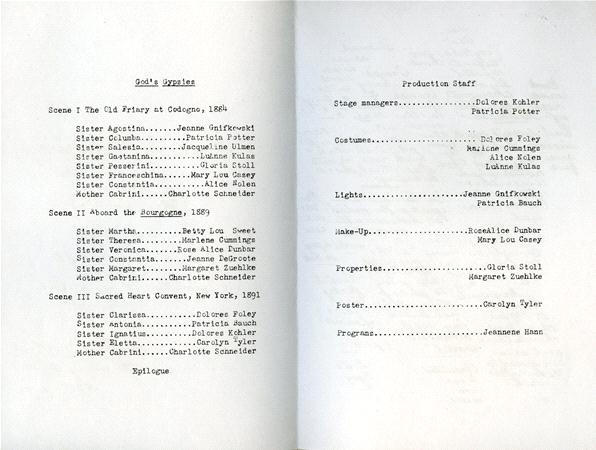 God's Gypsies
Scene I The Old Friary at Codogno, 1884
Sister Agostina.......Jeanne Gnifkowski
Sister Columba..........Patricia Potter
Sister Salesia.........Jacqueline Ulmen
Sister Gaetanina............LuAnne Kulas
Sister Pesserini............Gloria Stoll
Sister Franceschina......Mary Lou Casey
Sister Constantia..........Alice Nolen
Mother Cabrini......Charlotte Schneider
Scene II Aboard the Bourgogne, 1889
Sister Martha.........Betty Lou Sweet
Sister Theresa........Marlene Cummings
Sister Veronica......Rose Alice Dunbar
Sister Constantia......Jeanne DeGroote
Sister Margaret.......Margaret Zuehlke
Mother Cabrini.....Charlotte Schneider
Scene III Sacred Heart Convent, New York, 1891
Sister Clarissa...........Dolores Foley
Sister Antonia...........Patricia Bauch
Sister Ignatius..........Dolores Kohler
Sister Eletta............Carolyn Tyler
Mother Cabrini......Charlotte Schneider
Epilogue
Production Staff
Stage managers................Dolores Kohler
Patricia Potter
Costumes.......................Dolores Foley
Marlene Cummings
Alice Nolen
LuAnne Kulas
Lights.....................Jeanne Gnifkowski
Patricia Bauch
Make-Up.....................RoseAlice Dunbar
Mary Lou Casey
Properties......................Gloria Stoll
Margaret Zuehlke
Poster.........................Carolyn Tyler
Programs.......................Jeannene Hann